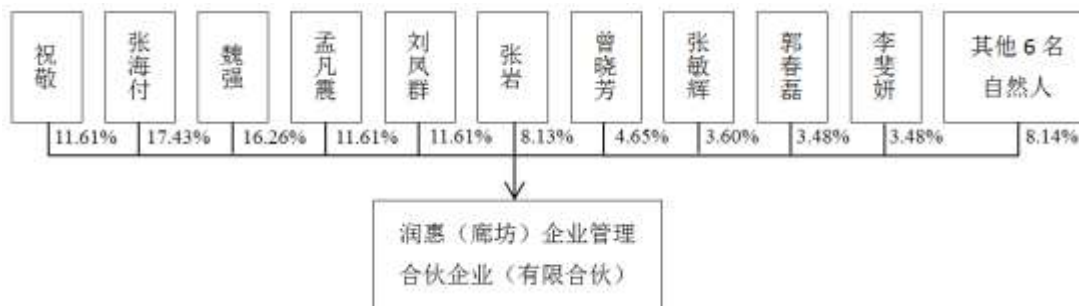 祝敬
张海付
魏强
孟凡震
刘凤群
张岩
曾晓芳
张敏辉
郭春磊
李斐妍
其他 6 名
自然人
11.61%
17.43%
16.26%
11.61%
11.61%
8.13%
4.65%
3.60%
3.48%
3.48%
8.14%
润惠（廊坊）企业管理
合伙企业（有限合伙）